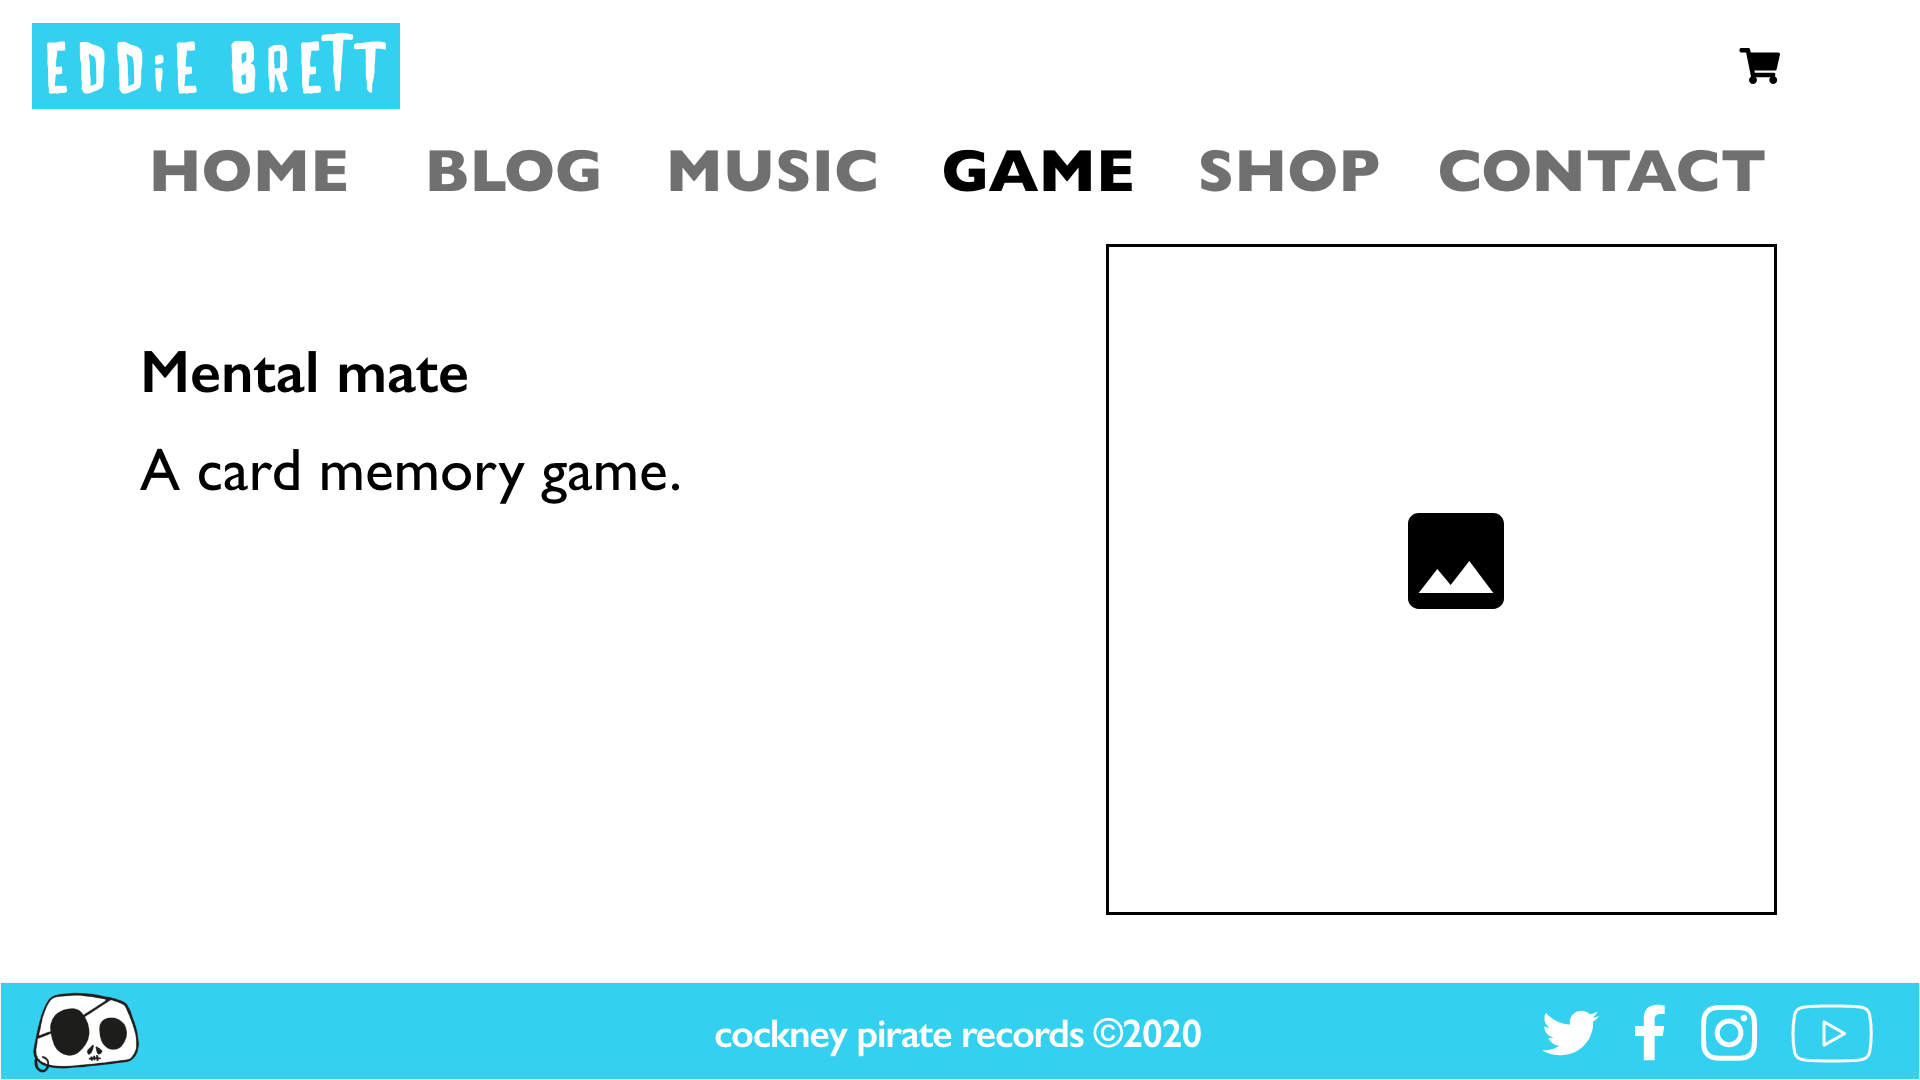 EDDiE BRETT
HOME BLOG MUSIC GAME SHOP CONTACT
Mental mate
A card memory game.
cockney pirate records ©2020